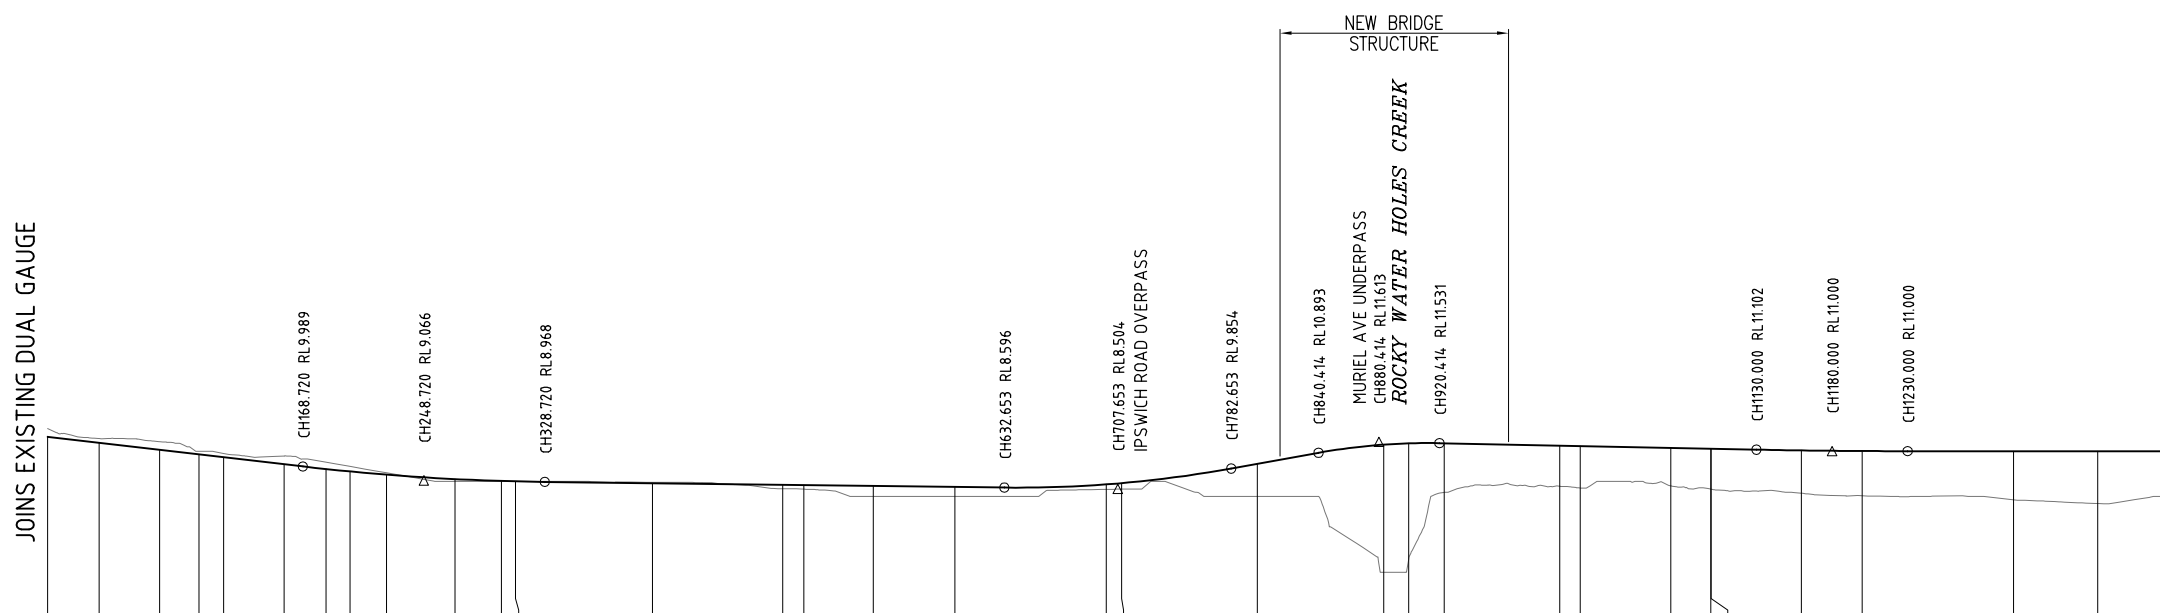 NEW BRIDGE
STRUCTURE
JOINS EXISTING DUAL GAUGE
CH168.720 RL9.989
CH248.720 RL9.066
CH328.720 RL8.968
CH632.653 RL8.596
CH707.653 RL8.504
IPSWICH ROAD OVERPASS
CH782.653 RL9.854
CH840.414 RL10.893
MURIEL AVE UNDERPASS
CH880.414 RL11.613
ROCKY WATER HOLES CREEK
CH920.414 RL11.531
CH1130.000 RL11.102
CH1180.000 RL11.000
CH1230.000 RL11.000